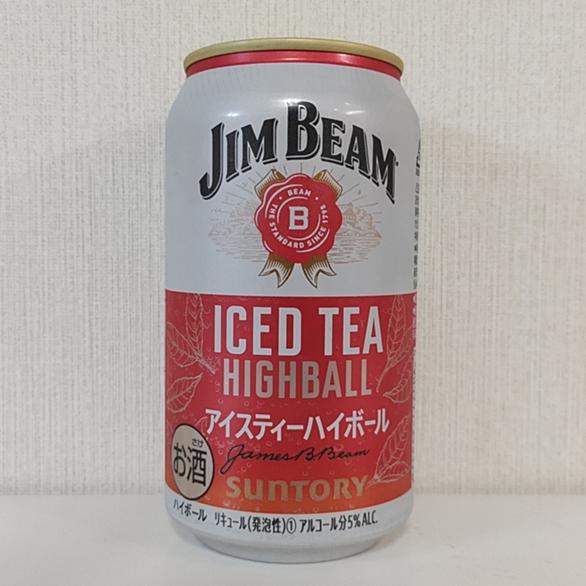 JIM BEAM
BEAM
B
THE STANDARD SINCE 1795
ICED TEA
HIGHBALL
アイスティーハイボール
さけ
お酒
James B. Beam
SUNTORY
ハイボール リキュール(発泡性)① アルコール分5%ALC.